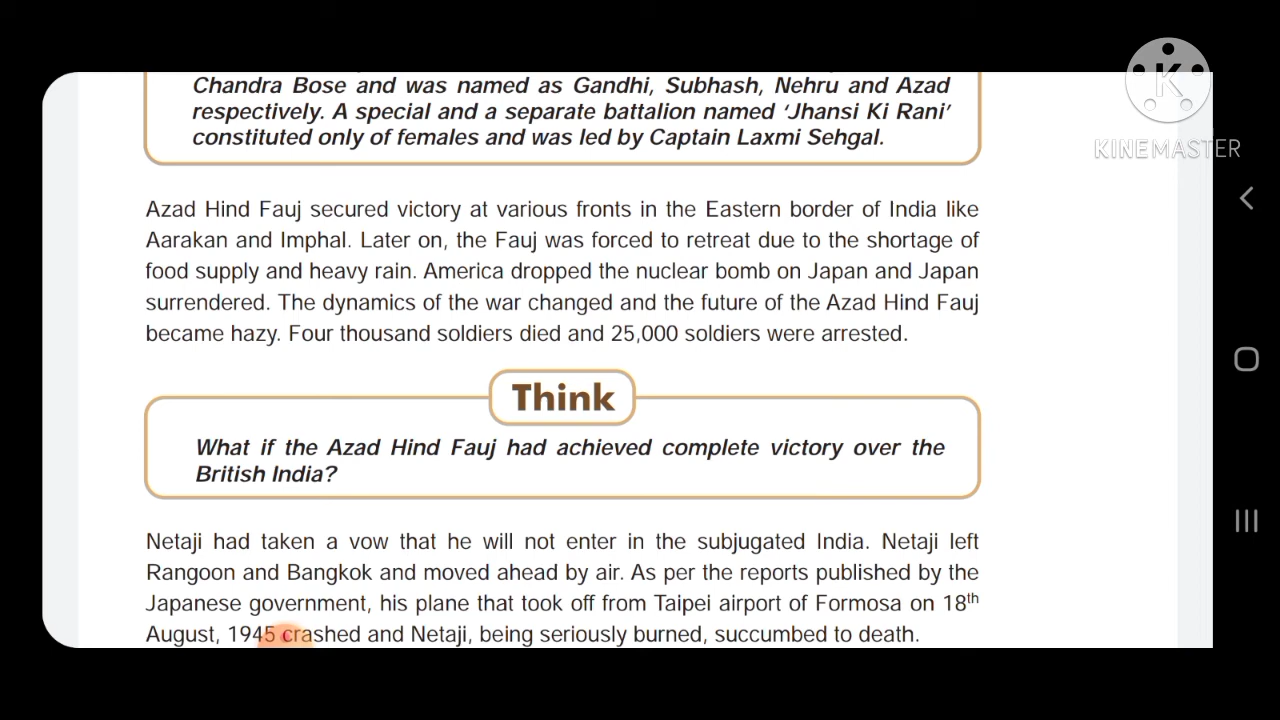 Chandra Bose and was named as Gandhi, Subhash, Nehru and Azad
respectively. A special and a separate battalion named ‘Jhansi Ki Rani’
constituted only of females and was led by Captain Laxmi Sehgal.
K
KINEMASTER
Azad Hind Fauj secured victory at various fronts in the Eastern border of India like
Aarakan and Imphal. Later on, the Fauj was forced to retreat due to the shortage of
food supply and heavy rain. America dropped the nuclear bomb on Japan and Japan
surrendered. The dynamics of the war changed and the future of the Azad Hind Fauj
became hazy. Four thousand soldiers died and 25,000 soldiers were arrested.
Think
What if the Azad Hind Fauj had achieved complete victory over the
British India?
Netaji had taken a vow that he will not enter in the subjugated India. Netaji left
Rangoon and Bangkok and moved ahead by air. As per the reports published by the
Japanese government, his plane that took off from Taipei airport of Formosa on 18th
August, 1945 crashed and Netaji, being seriously burned, succumbed to death.